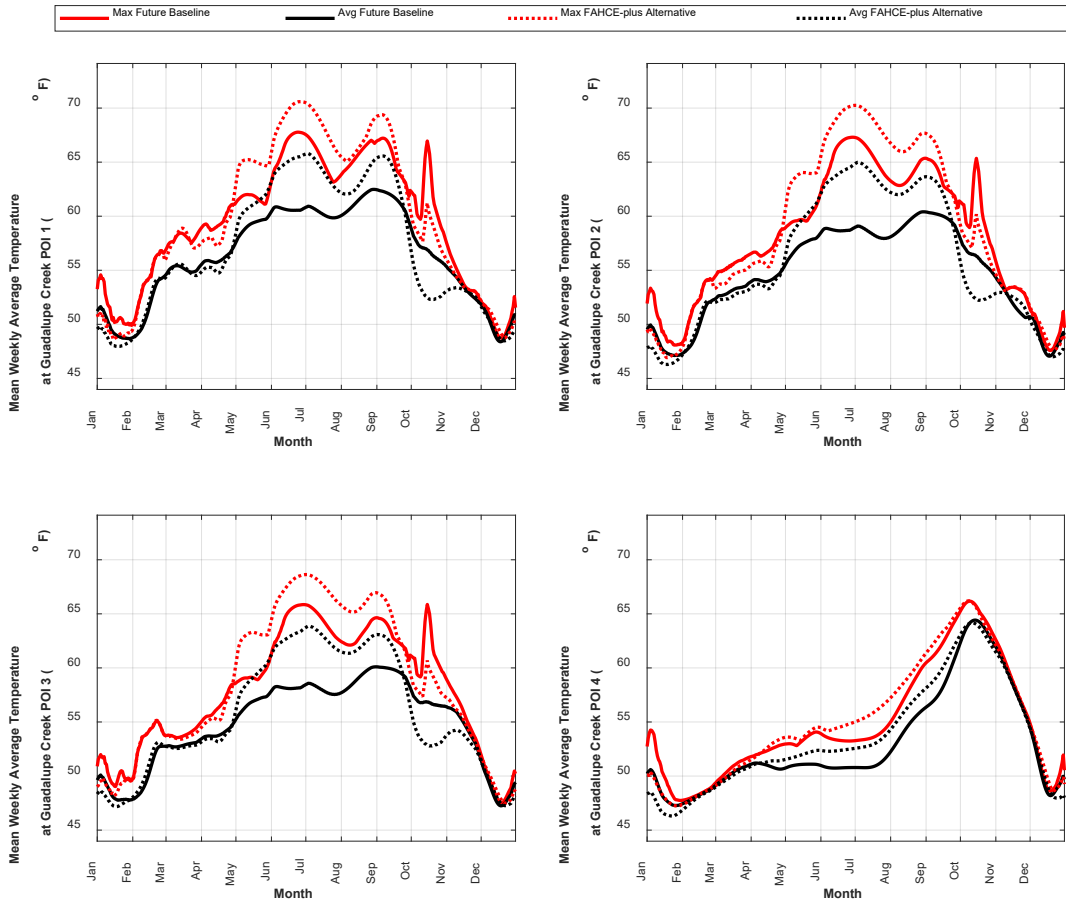 Max Future Baseline
Avg Future Baseline
Max FAHCE-plus Alternative
Avg FAHCE-plus Alternative
Mean Weekly Average Temperature
at Guadalupe Creek POI 1 (
o F)
70
65
60
55
50
45
Jan
Feb
Mar
Apr
May
Jun
Jul
Aug
Sep
Oct
Nov
Dec
Month
Mean Weekly Average Temperature
at Guadalupe Creek POI 2 (
o F)
70
65
60
55
50
45
Jan
Feb
Mar
Apr
May
Jun
Jul
Aug
Sep
Oct
Nov
Dec
Month
Mean Weekly Average Temperature
at Guadalupe Creek POI 3 (
o F)
70
65
60
55
50
45
Jan
Feb
Mar
Apr
May
Jun
Jul
Aug
Sep
Oct
Nov
Dec
Month
Mean Weekly Average Temperature
at Guadalupe Creek POI 4 (
o F)
70
65
60
55
50
45
Jan
Feb
Mar
Apr
May
Jun
Jul
Aug
Sep
Oct
Nov
Dec
Month